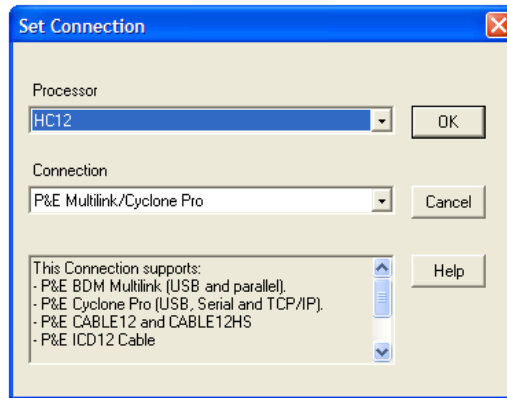 Set Connection
Processor
HC12
OK
Connection
P&E Multilink/Cyclone Pro
Cancel
This Connection supports:
- P&E BDM Multilink (USB and parallel).
- P&E Cyclone Pro (USB, Serial and TCP/IP).
- P&E CABLE12 and CABLE12HS
- P&E ICD12 Cable
Help